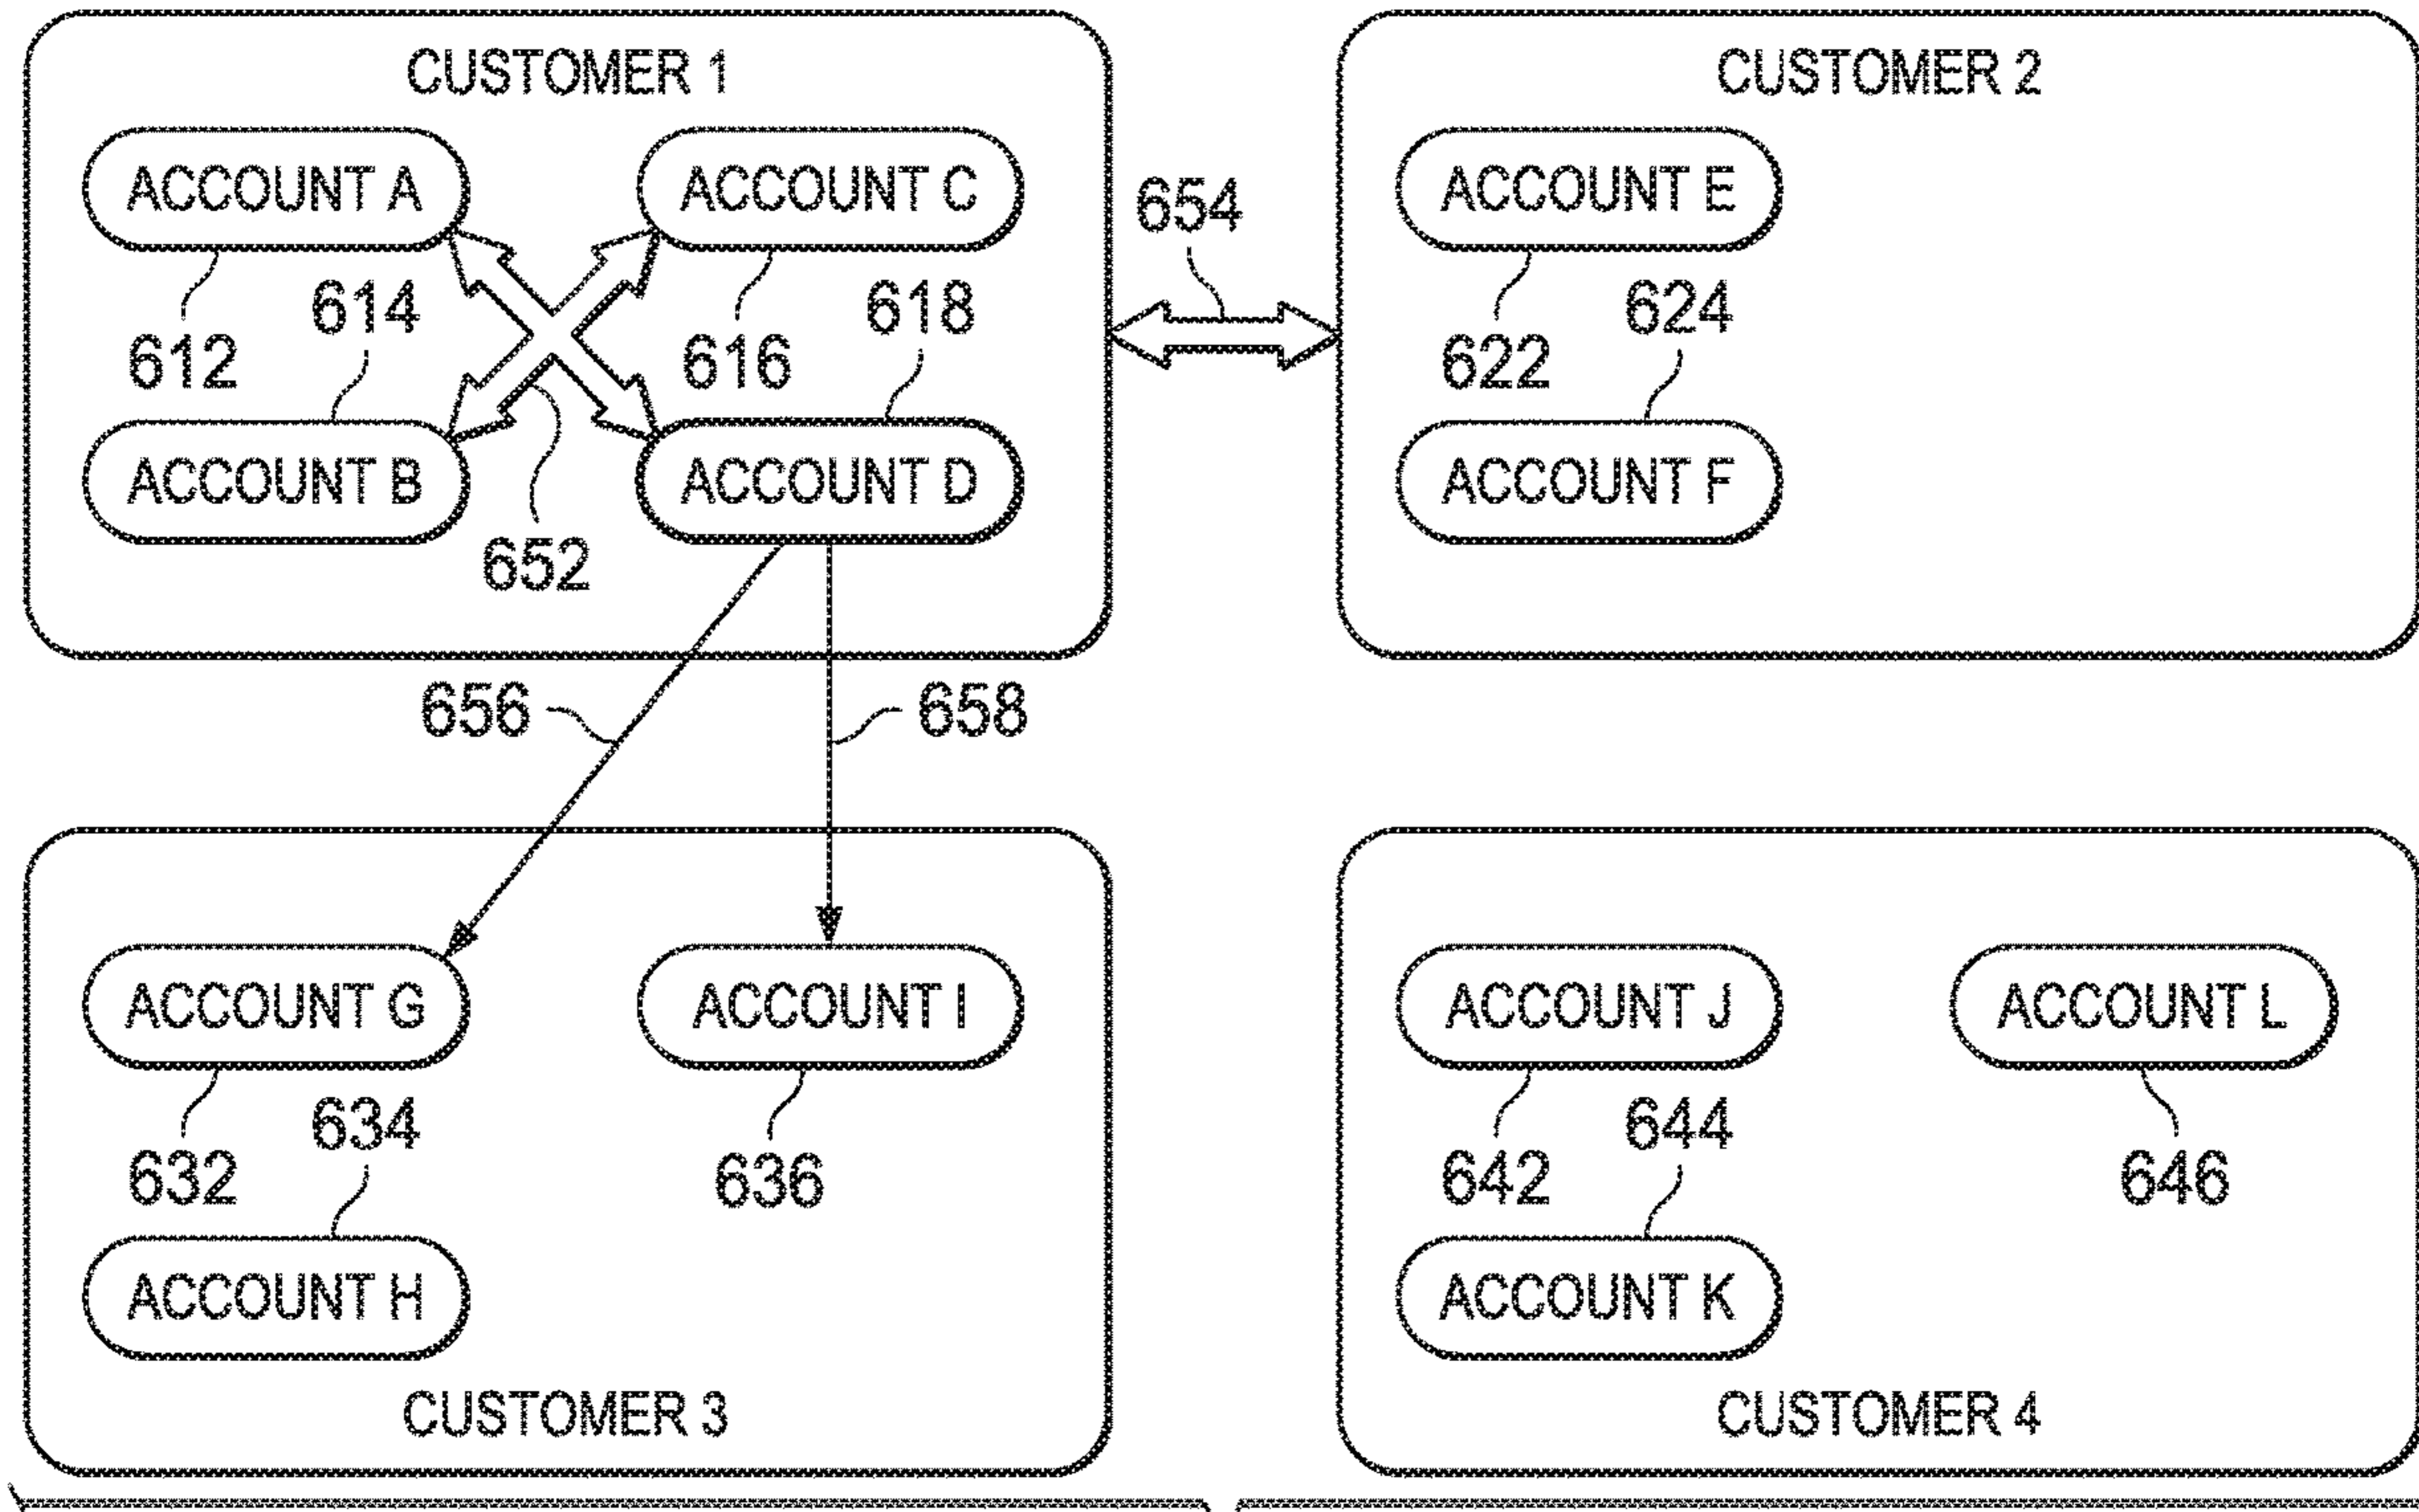 CUSTOMER 1
CUSTOMER 2
ACCOUNT A
ACCOUNT C
ACCOUNT E
654
614
618
624
612
616
622
ACCOUNT B
ACCOUNT D
ACCOUNT F
652
656
658
ACCOUNT G
ACCOUNT I
ACCOUNT J
ACCOUNT L
634
644
632
636
642
646
ACCOUNT H
ACCOUNT K
CUSTOMER 3
CUSTOMER 4